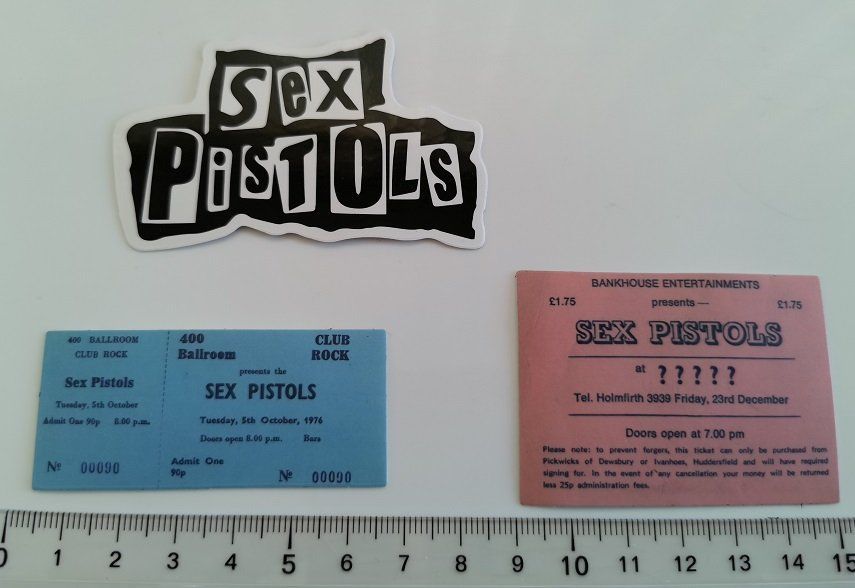 SEX
PISTOLS
400 BALLROOM
CLUB ROCK
Sex Pistols
Tuesday, 5th October
Admit One 90p 8.00 p.m.
Nº 00090
400 CLUB
Ballroom ROCK
presents the
SEX PISTOLS
Tuesday, 5th October, 1976
Doors open 8.00 p.m. Bars
Admit One
90p
Nº 00090
BANKHOUSE ENTERTAINMENTS
£1.75 presents — £1.75
SEX PISTOLS
at ?????
Tel. Holmfirth 3939 Friday, 23rd December
Doors open at 7.00 pm
Please note: to prevent forgers, this ticket can only be purchased from
Pickwicks of Dewsbury or Ivanhoes, Huddersfield and will have required
signing for. In the event of any cancellation your money will be returned
less 25p administration fees.
0 1 2 3 4 5 6 7 8 9 10 11 12 13 14 15